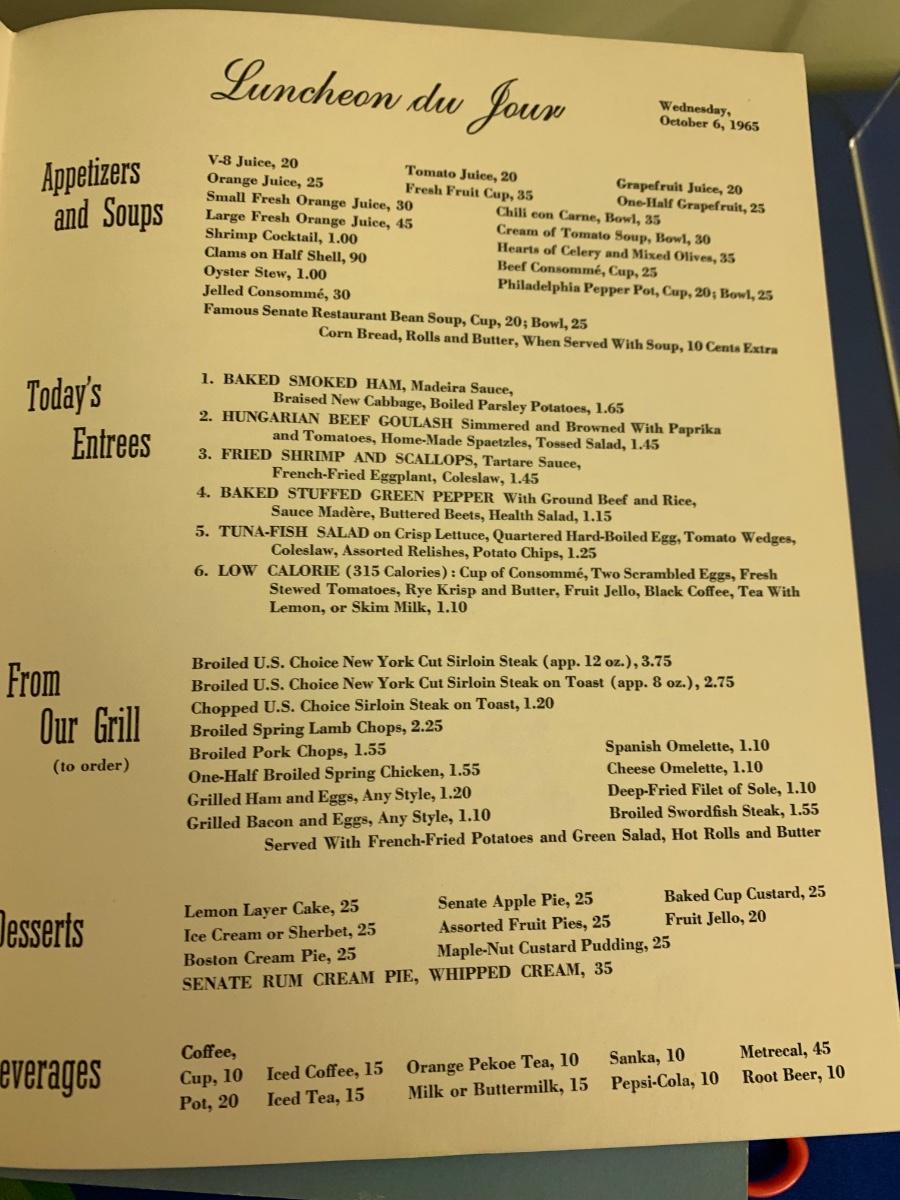 Luncheon du Jour
Wednesday,
October 6, 1965
Appetizers
and Soups
V-8 Juice, 20
Orange Juice, 25
Small Fresh Orange Juice, 30
Large Fresh Orange Juice, 45
Shrimp Cocktail, 1.00
Clams on Half Shell, 90
Oyster Stew, 1.00
Jelled Consommé, 30
Tomato Juice, 20
Fresh Fruit Cup, 35
Grapefruit Juice, 20
One-Half Grapefruit, 25
Chili con Carne, Bowl, 35
Cream of Tomato Soup, Bowl, 30
Hearts of Celery and Mixed Olives, 35
Beef Consommé, Cup, 25
Philadelphia Pepper Pot, Cup, 20; Bowl, 25
Famous Senate Restaurant Bean Soup, Cup, 20; Bowl, 25
Corn Bread, Rolls and Butter, When Served With Soup, 10 Cents Extra
Today's
Entrees
1. BAKED SMOKED HAM, Madeira Sauce,
Braised New Cabbage, Boiled Parsley Potatoes, 1.65
2. HUNGARIAN BEEF GOULASH Simmered and Browned With Paprika
and Tomatoes, Home-Made Spaetzles, Tossed Salad, 1.45
3. FRIED SHRIMP AND SCALLOPS, Tartare Sauce,
French-Fried Eggplant, Coleslaw, 1.45
4. BAKED STUFFED GREEN PEPPER With Ground Beef and Rice,
Sauce Madère, Buttered Beets, Health Salad, 1.15
5. TUNA-FISH SALAD on Crisp Lettuce, Quartered Hard-Boiled Egg, Tomato Wedges,
Coleslaw, Assorted Relishes, Potato Chips, 1.25
6. LOW CALORIE (315 Calories): Cup of Consommé, Two Scrambled Eggs, Fresh
Stewed Tomatoes, Rye Krisp and Butter, Fruit Jello, Black Coffee, Tea With
Lemon, or Skim Milk, 1.10
From
Our Grill
(to order)
Broiled U.S. Choice New York Cut Sirloin Steak (app. 12 oz.), 3.75
Broiled U.S. Choice New York Cut Sirloin Steak on Toast (app. 8 oz.), 2.75
Chopped U.S. Choice Sirloin Steak on Toast, 1.20
Broiled Spring Lamb Chops, 2.25
Broiled Pork Chops, 1.55
One-Half Broiled Spring Chicken, 1.55
Grilled Ham and Eggs, Any Style, 1.20
Grilled Bacon and Eggs, Any Style, 1.10
Spanish Omelette, 1.10
Cheese Omelette, 1.10
Deep-Fried Filet of Sole, 1.10
Broiled Swordfish Steak, 1.55
Served With French-Fried Potatoes and Green Salad, Hot Rolls and Butter
Desserts
Lemon Layer Cake, 25
Ice Cream or Sherbet, 25
Boston Cream Pie, 25
Senate Apple Pie, 25
Assorted Fruit Pies, 25
Maple-Nut Custard Pudding, 25
Baked Cup Custard, 25
Fruit Jello, 20
SENATE RUM CREAM PIE, WHIPPED CREAM, 35
everages
Coffee,
Cup, 10
Pot, 20
Iced Coffee, 15
Iced Tea, 15
Orange Pekoe Tea, 10
Milk or Buttermilk, 15
Sanka, 10
Pepsi-Cola, 10
Metrecal, 45
Root Beer, 10